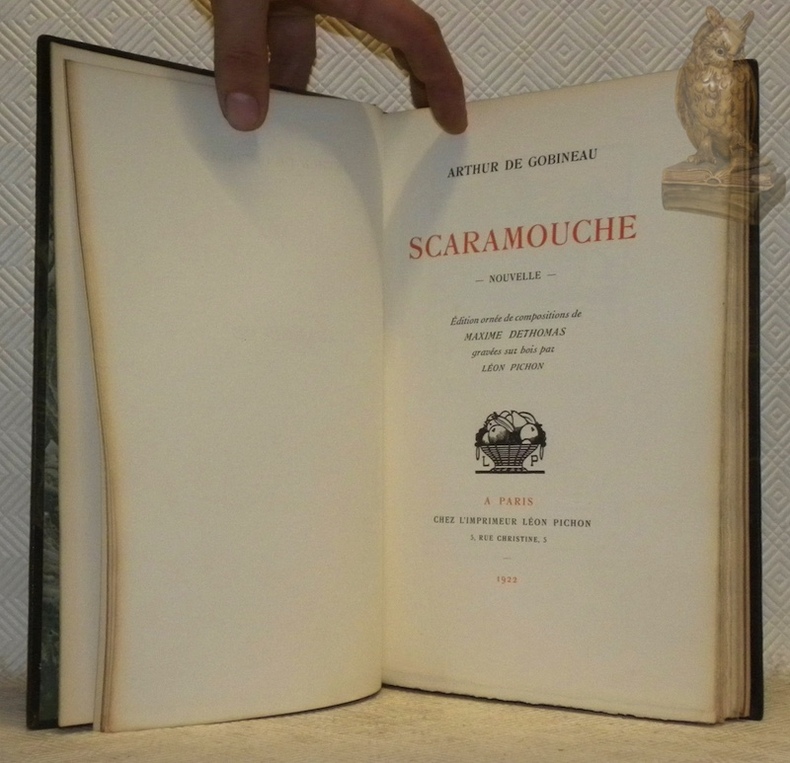 ARTHUR DE GOBINEAU
SCARAMOUCHE
— NOUVELLE —
Édition ornée de compositions de
MAXIME DETHOMAS
gravées sur bois par
LÉON PICHON
L P
A PARIS
CHEZ L'IMPRIMEUR LÉON PICHON
5, RUE CHRISTINE, 5
1922